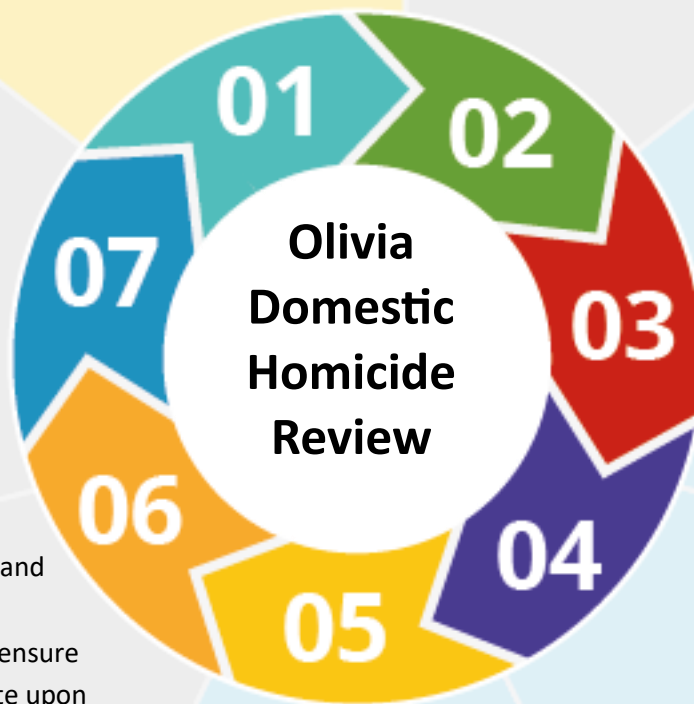 01
02
03
04
05
06
07
Olivia
Domestic
Homicide
Review
and
ensure
upon